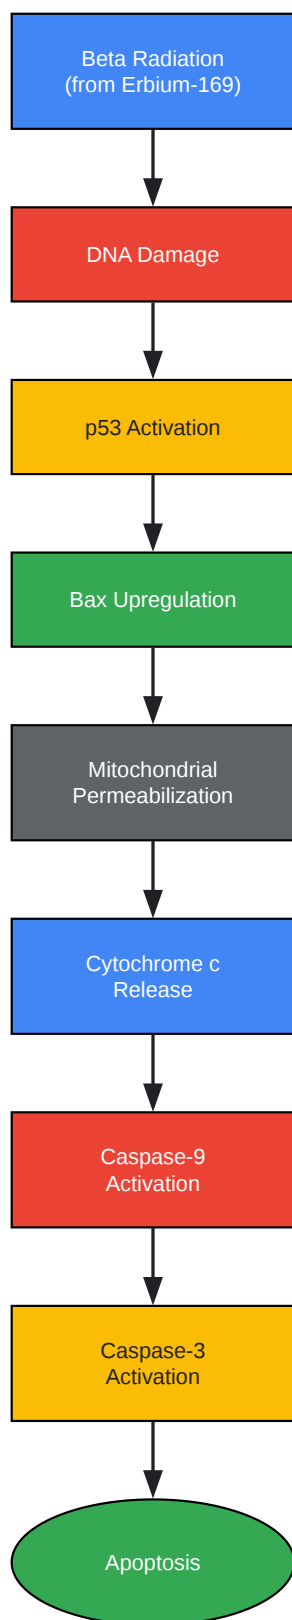 Beta Radiation
(from Erbium-169)
DNA Damage
p53 Activation
Bax Upregulation
Mitochondrial
Permeabilization
Cytochrome c
Release
Caspase-9
Activation
Caspase-3
Activation
Apoptosis